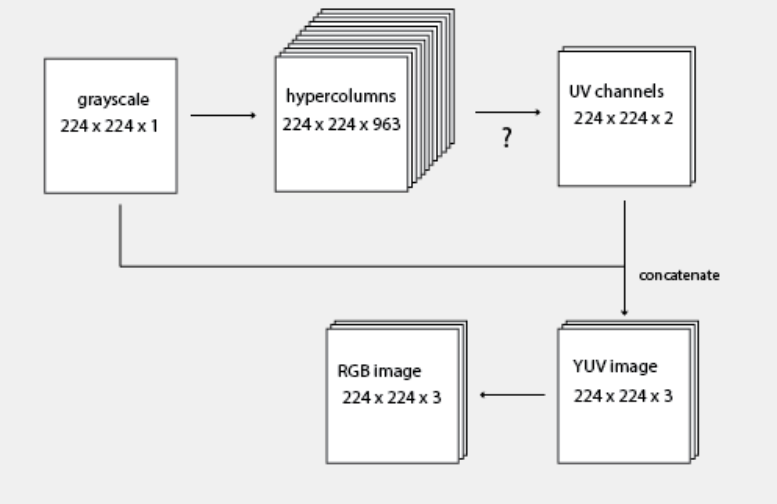 grayscale
224 x 224 x 1
hypercolumns
224 x 224 x 963
?
UV channels
224 x 224 x 2
concatenate
RGB image
224 x 224 x 3
YUV image
224 x 224 x 3